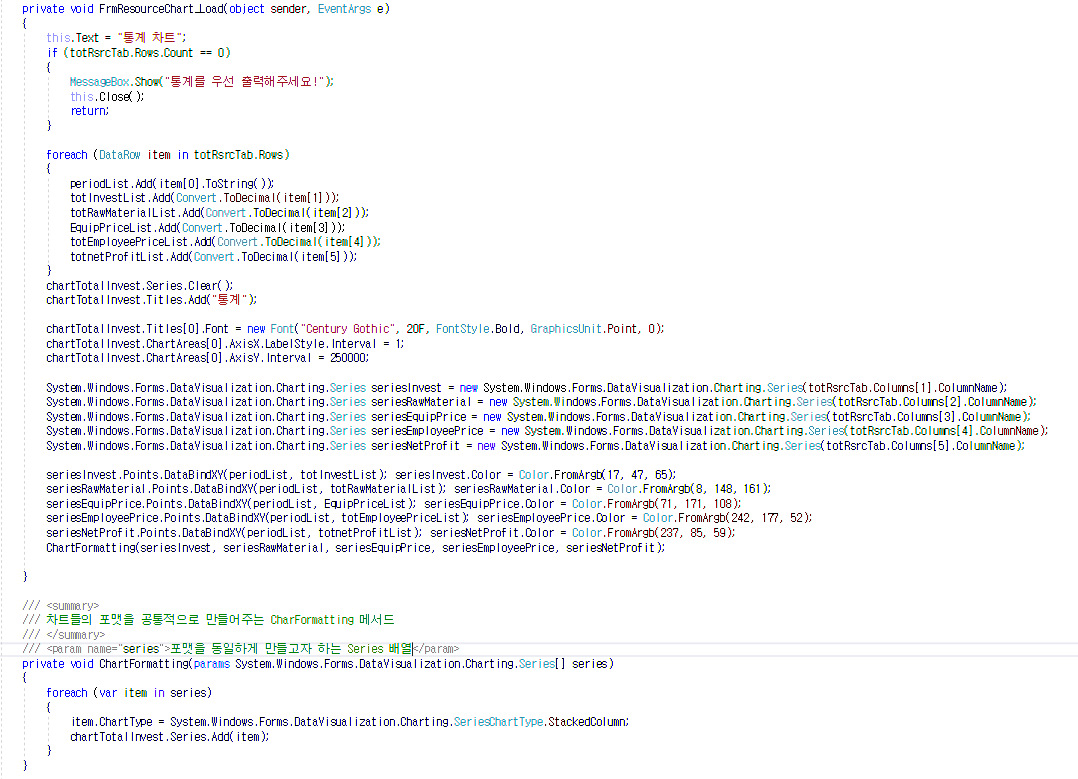 private void FrmResourceChart_Load(object sender, EventArgs e)
{
this.Text = "통계 차트";
if (totRsrcTab.Rows.Count == 0)
{
MessageBox.Show("통계를 우선 출력해주세요!");
this.Close();
return;
}
foreach (DataRow item in totRsrcTab.Rows)
{
periodList.Add(item[0].ToString());
totInvestList.Add(Convert.ToDecimal(item[1]));
totRawMaterialList.Add(Convert.ToDecimal(item[2]));
EquipPriceList.Add(Convert.ToDecimal(item[3]));
totEmployeePriceList.Add(Convert.ToDecimal(item[4]));
totnetProfitList.Add(Convert.ToDecimal(item[5]));
}
chartTotalInvest.Series.Clear();
chartTotalInvest.Titles.Add("통계");
chartTotalInvest.Titles[0].Font = new Font("Century Gothic", 20F, FontStyle.Bold, GraphicsUnit.Point, 0);
chartTotalInvest.ChartAreas[0].AxisX.LabelStyle.Interval = 1;
chartTotalInvest.ChartAreas[0].AxisY.Interval = 250000;
System.Windows.Forms.DataVisualization.Charting.Series seriesInvest = new System.Windows.Forms.DataVisualization.Charting.Series(totRsrcTab.Columns[1].ColumnName);
System.Windows.Forms.DataVisualization.Charting.Series seriesRawMaterial = new System.Windows.Forms.DataVisualization.Charting.Series(totRsrcTab.Columns[2].ColumnName);
System.Windows.Forms.DataVisualization.Charting.Series seriesEquipPrice = new System.Windows.Forms.DataVisualization.Charting.Series(totRsrcTab.Columns[3].ColumnName);
System.Windows.Forms.DataVisualization.Charting.Series seriesEmployeePrice = new System.Windows.Forms.DataVisualization.Charting.Series(totRsrcTab.Columns[4].ColumnName);
System.Windows.Forms.DataVisualization.Charting.Series seriesNetProfit = new System.Windows.Forms.DataVisualization.Charting.Series(totRsrcTab.Columns[5].ColumnName);
seriesInvest.Points.DataBindXY(periodList, totInvestList); seriesInvest.Color = Color.FromArgb(17, 47, 65);
seriesRawMaterial.Points.DataBindXY(periodList, totRawMaterialList); seriesRawMaterial.Color = Color.FromArgb(8, 148, 161);
seriesEquipPrice.Points.DataBindXY(periodList, EquipPriceList); seriesEquipPrice.Color = Color.FromArgb(71, 171, 108);
seriesEmployeePrice.Points.DataBindXY(periodList, totEmployeePriceList); seriesEmployeePrice.Color = Color.FromArgb(242, 177, 52);
seriesNetProfit.Points.DataBindXY(periodList, totnetProfitList); seriesNetProfit.Color = Color.FromArgb(237, 85, 59);
ChartFormatting(seriesInvest, seriesRawMaterial, seriesEquipPrice, seriesEmployeePrice, seriesNetProfit);
}
/// <summary>
/// 차트들의 포맷을 공통적으로 만들어주는 CharFormatting 메서드
/// </summary>
/// <param name="series">포맷을 동일하게 만들고자 하는 Series 배열</param>
private void ChartFormatting(params System.Windows.Forms.DataVisualization.Charting.Series[] series)
{
foreach (var item in series)
{
item.ChartType = System.Windows.Forms.DataVisualization.Charting.SeriesChartType.StackedColumn;
chartTotalInvest.Series.Add(item);
}
}